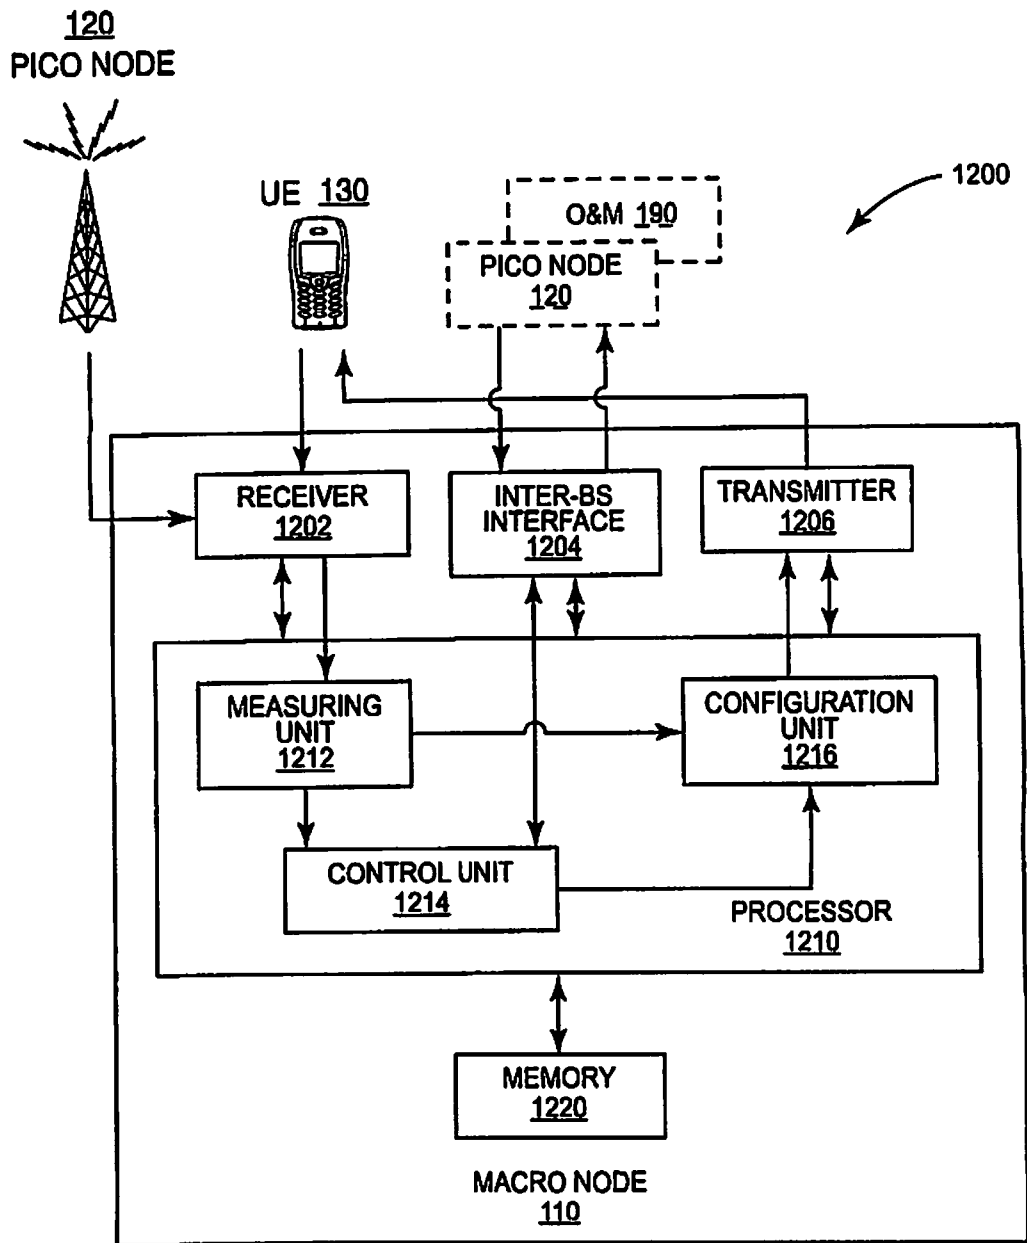 120
PICO NODE
UE 130
O&M 190
PICO NODE
120
1200
RECEIVER
1202
INTER-BS
INTERFACE
1204
TRANSMITTER
1206
MEASURING
UNIT
1212
CONFIGURATION
UNIT
1216
CONTROL UNIT
1214
PROCESSOR
1210
MEMORY
1220
MACRO NODE
110